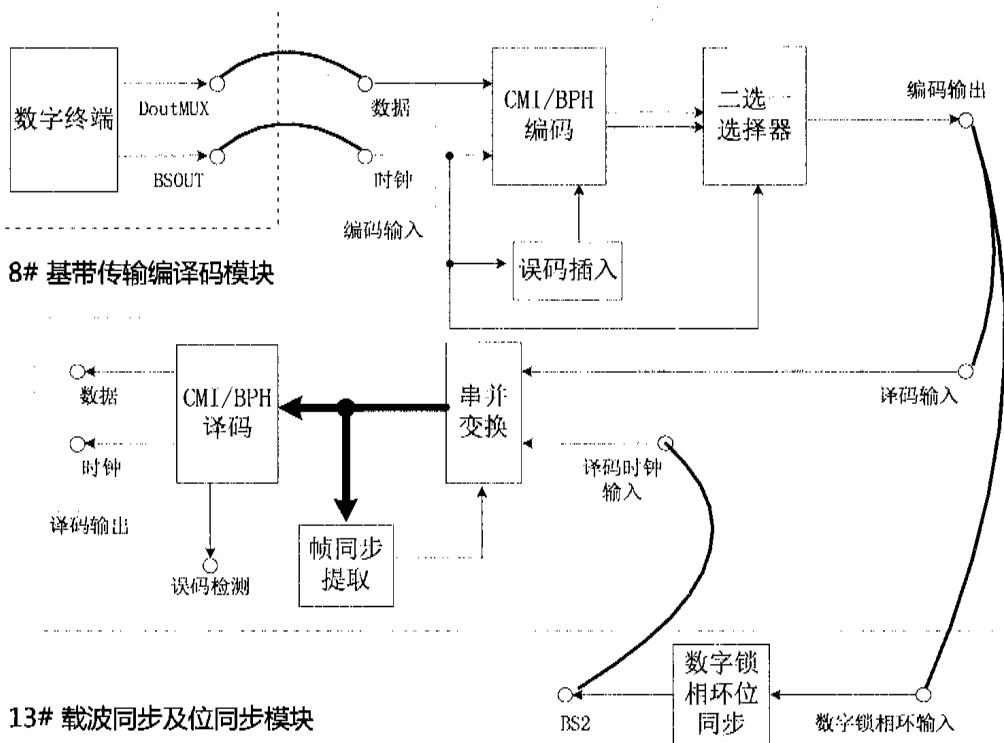 数字终端
DoutMUX
BSOUT
数据
时钟
编码输入
CMI/BPH
编码
误码插入
二选一
选择器
编码输出
8# 基带传输编译码模块
数据
时钟
译码输出
CMI/BPH
译码
误码检测
帧同步
提取
串并
变换
译码时钟
输入
译码输入
13# 载波同步及位同步模块
BS2
数字锁
相环位
同步
数字锁相环输入